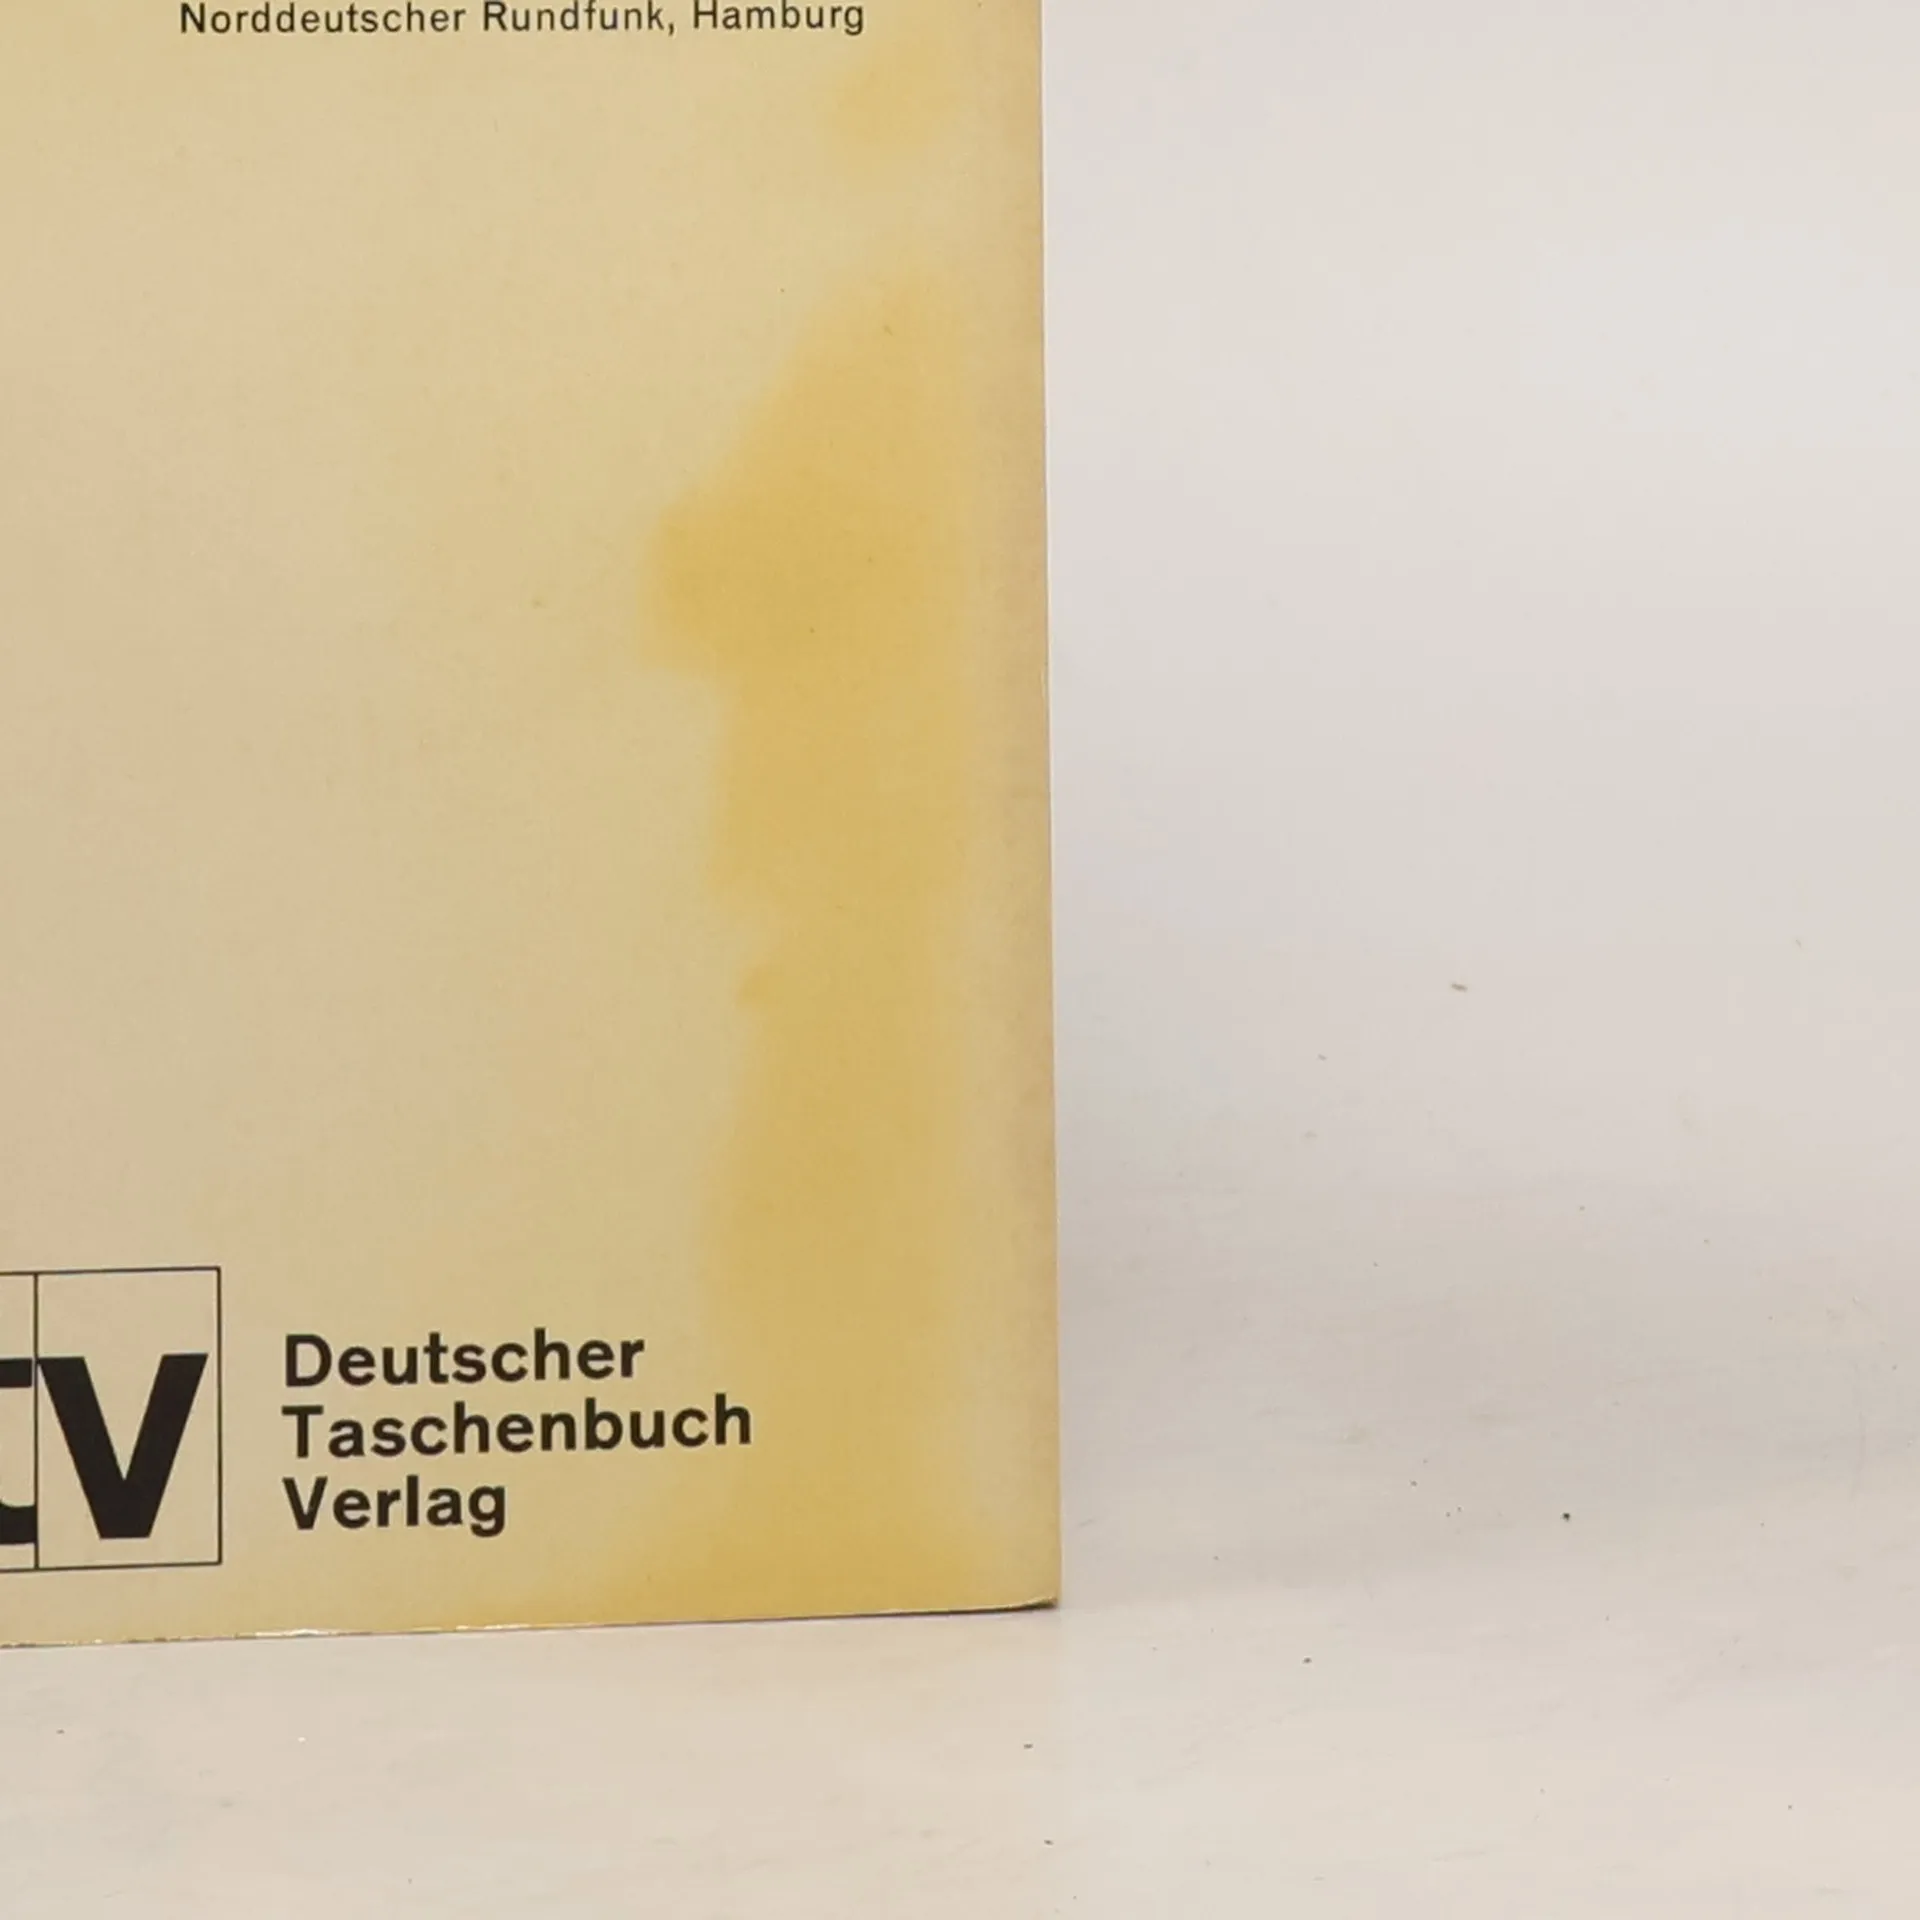 Norddeutscher Rundfunk, Hamburg
tv
Deutscher
Taschenbuch
Verlag